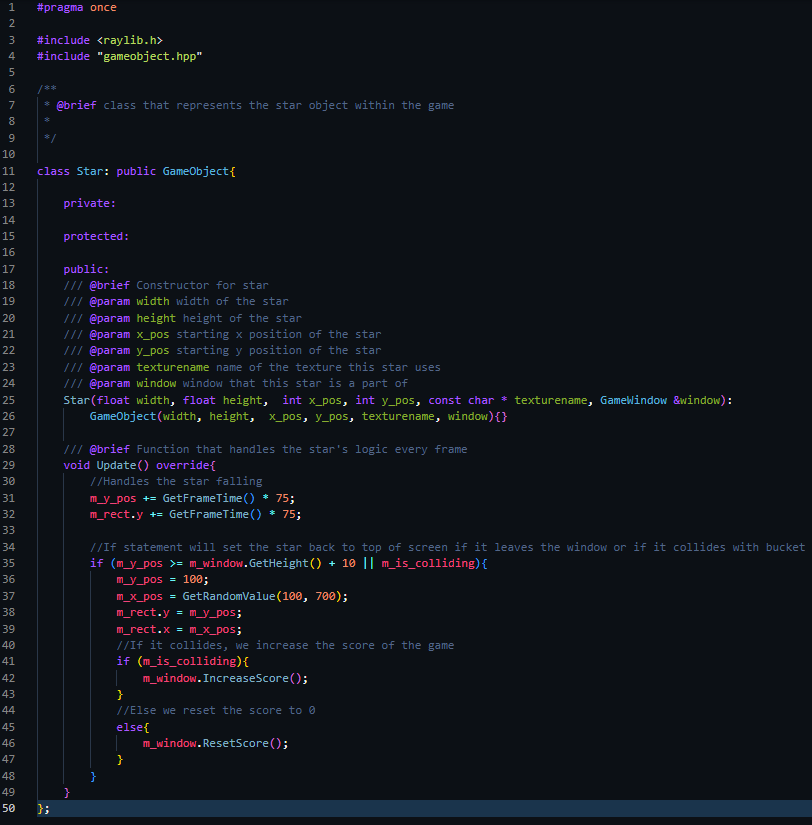 1 #pragma once
2
3 #include <raylib.h>
4 #include "gameobject.hpp"
5
6 /**
7  * @brief class that represents the star object within the game
8  *
9  */
10
11 class Star: public GameObject{
12
13     private:
14
15     protected:
16
17     public:
18     /// @brief Constructor for star
19     /// @param width width of the star
20     /// @param height height of the star
21     /// @param x_pos starting x position of the star
22     /// @param y_pos starting y position of the star
23     /// @param texturename name of the texture this star uses
24     /// @param window window that this star is a part of
25     Star(float width, float height,  int x_pos, int y_pos, const char * texturename, GameWindow &window):
26         GameObject(width, height,  x_pos, y_pos, texturename, window){}
27
28     /// @brief Function that handles the star's logic every frame
29     void Update() override{
30         //Handles the star falling
31         m_y_pos += GetFrameTime() * 75;
32         m_rect.y += GetFrameTime() * 75;
33
34         //If statement will set the star back to top of screen if it leaves the window or if it collides with bucket
35         if (m_y_pos >= m_window.GetHeight() + 10 || m_is_colliding){
36             m_y_pos = 100;
37             m_x_pos = GetRandomValue(100, 700);
38             m_rect.y = m_y_pos;
39             m_rect.x = m_x_pos;
40             //If it collides, we increase the score of the game
41             if (m_is_colliding){
42                 m_window.IncreaseScore();
43             }
44             //Else we reset the score to 0
45             else{
46                 m_window.ResetScore();
47             }
48         }
49     }
50 };